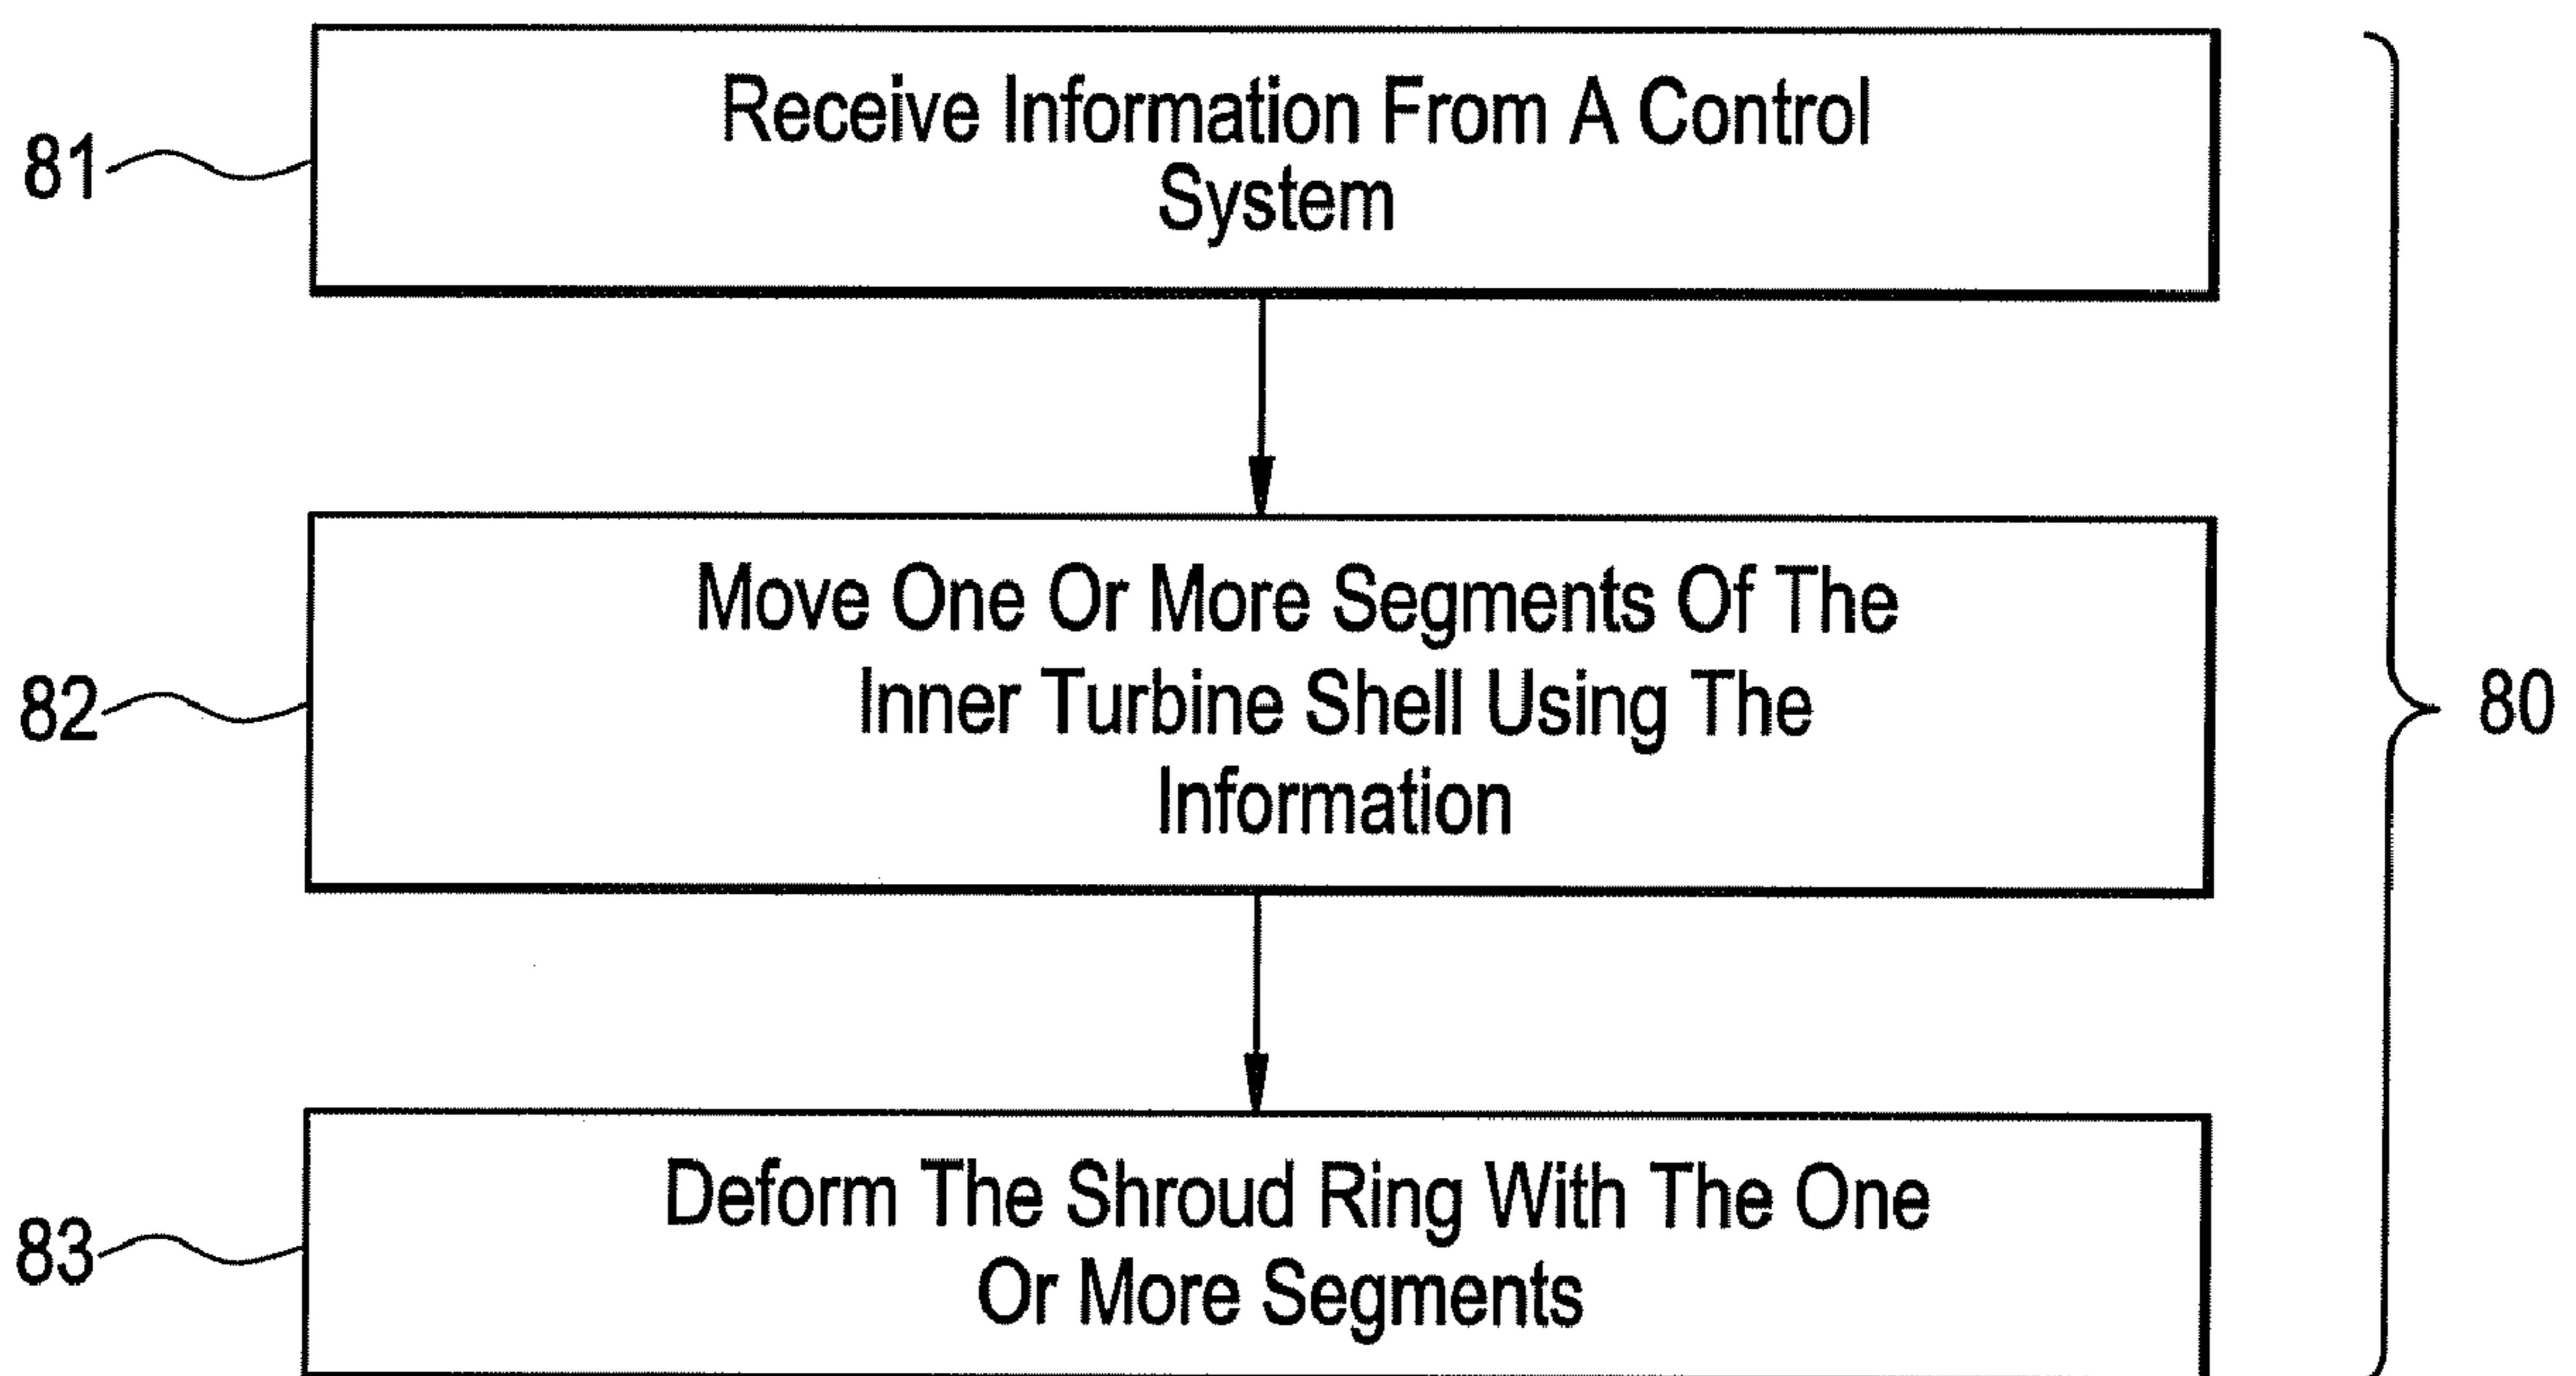 Receive Information From A Control
System
81
Move One Or More Segments Of The
Inner Turbine Shell Using The
Information
82
80
Deform The Shroud Ring With The One
Or More Segments
83